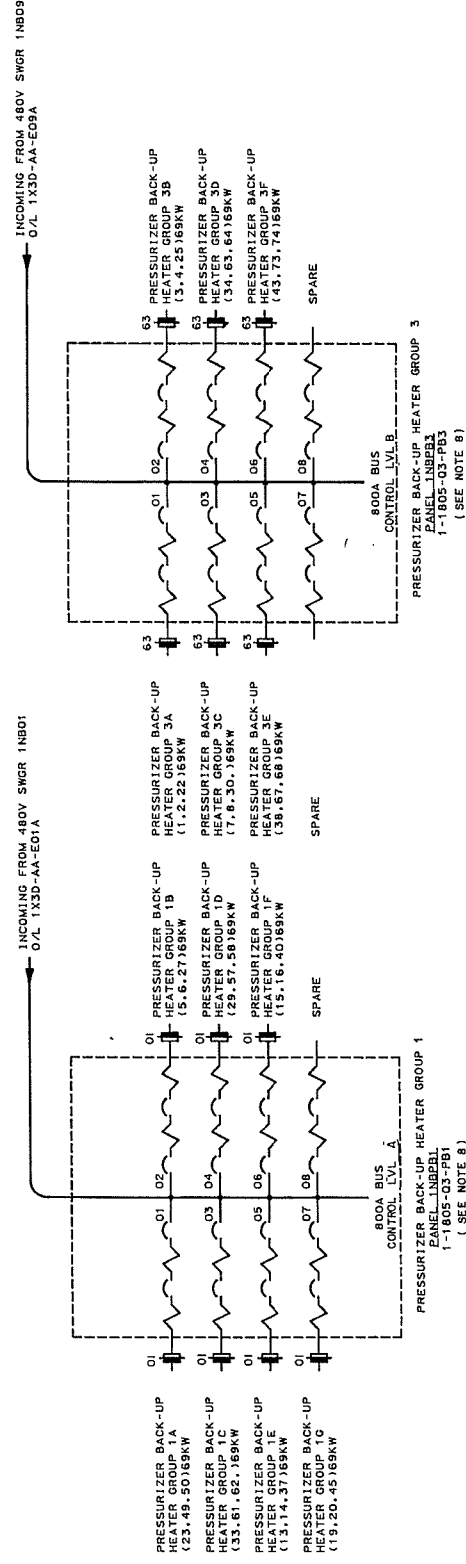 INCOMING FROM 480V SWGR 1NB01
O/L 1X3D-AA-E01A
PRESSURIZER BACK-UP
HEATER GROUP 1A
(23.49.50)69KW
01
01
02
01
PRESSURIZER BACK-UP
HEATER GROUP 1B
(5.6.27)69KW
PRESSURIZER BACK-UP
HEATER GROUP 1C
(33.61.62.)69KW
01
03
04
01
PRESSURIZER BACK-UP
HEATER GROUP 1D
(29.57.58)69KW
PRESSURIZER BACK-UP
HEATER GROUP 1E
(13.14.37)69KW
01
05
06
01
PRESSURIZER BACK-UP
HEATER GROUP 1F
(15.16.40)69KW
PRESSURIZER BACK-UP
HEATER GROUP 1G
(19.20.45)69KW
01
07
08
SPARE
800A BUS
CONTROL LVL A
PRESSURIZER BACK-UP HEATER GROUP 1
PANEL 1NBPB1
1-1805-Q3-PB1
( SEE NOTE 8)
INCOMING FROM 480V SWGR 1NB09
O/L 1X3D-AA-E09A
PRESSURIZER BACK-UP
HEATER GROUP 3A
(1.2.22)69KW
63
01
02
63
PRESSURIZER BACK-UP
HEATER GROUP 3B
(3.4.25)69KW
PRESSURIZER BACK-UP
HEATER GROUP 3C
(7.8.30.)69KW
63
03
04
63
PRESSURIZER BACK-UP
HEATER GROUP 3D
(34.63.64)69KW
PRESSURIZER BACK-UP
HEATER GROUP 3E
(38.67.68)69KW
63
05
06
63
PRESSURIZER BACK-UP
HEATER GROUP 3F
(43.73.74)69KW
SPARE
07
08
SPARE
800A BUS
CONTROL LVL B
PRESSURIZER BACK-UP HEATER GROUP 3
PANEL 1NBPB3
1-1805-Q3-PB3
( SEE NOTE 8)